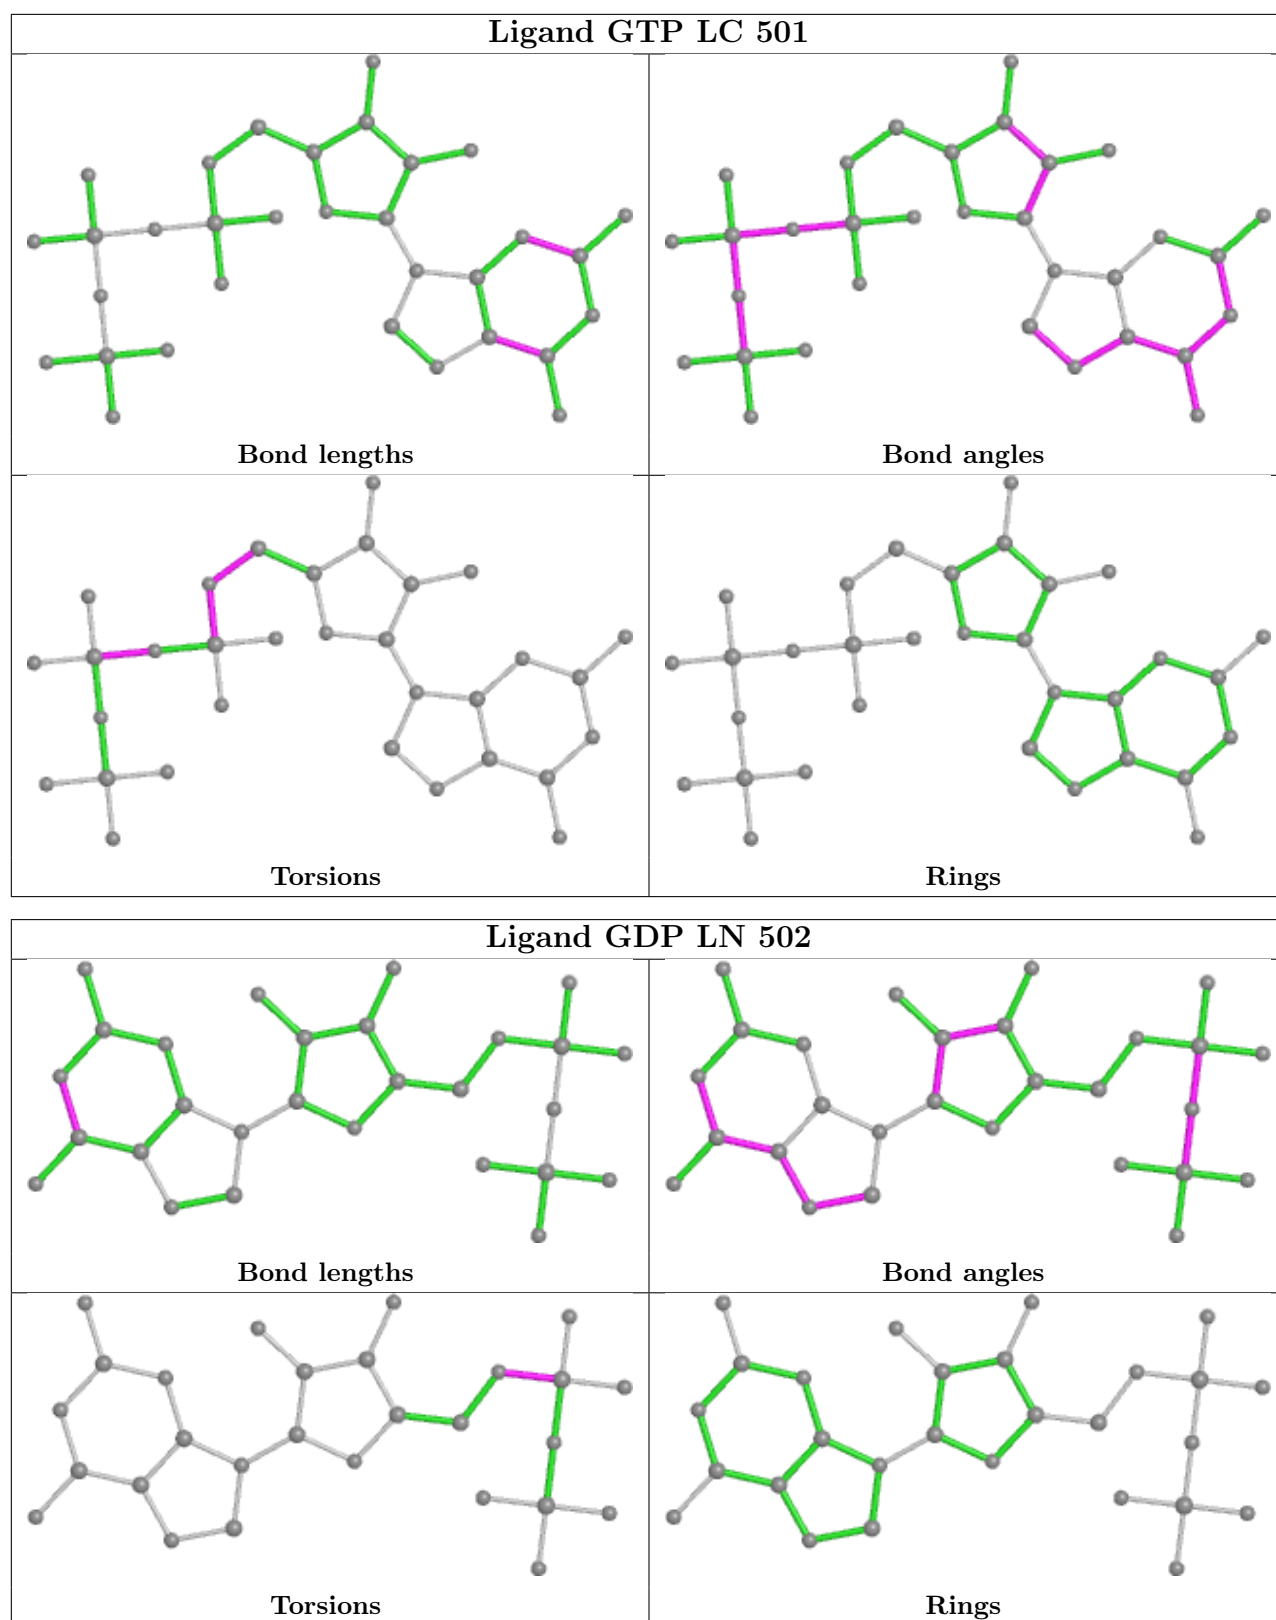 Ligand GTP LC 501
Bond lengths
Bond angles
Torsions
Rings
Ligand GDP LN 502
Bond lengths
Bond angles
Torsions
Rings